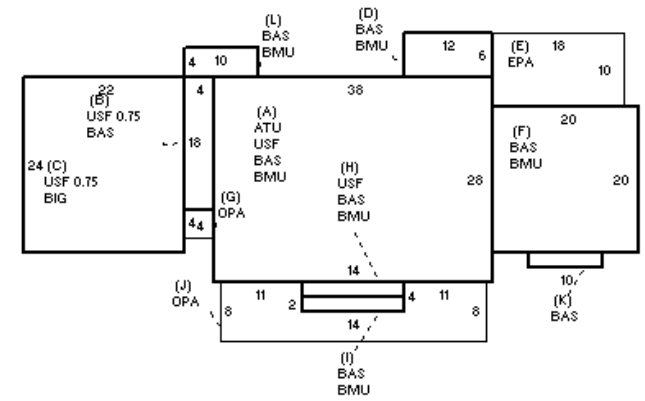 (L)
BAS
BMU
(D)
BAS
BMU
4
10
12
6
(E)
EPA
18
10
22
(B)
USF 0.75
BAS
4
18
38
(A)
ATU
USF
BAS
BMU
(H)
USF
BAS
BMU
28
20
(F)
BAS
BMU
20
24
(C)
USF 0.75
BIG
(G)
OPA
4
4
14
(J)
OPA
8
11
2
4
11
8
14
10
(K)
BAS
(I)
BAS
BMU